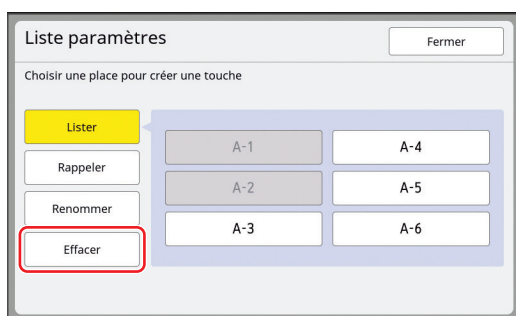 Liste paramètres
Fermer
Choisir une place pour créer une touche
Lister
Rappeler
Renommer
Effacer
A-1
A-4
A-2
A-5
A-3
A-6